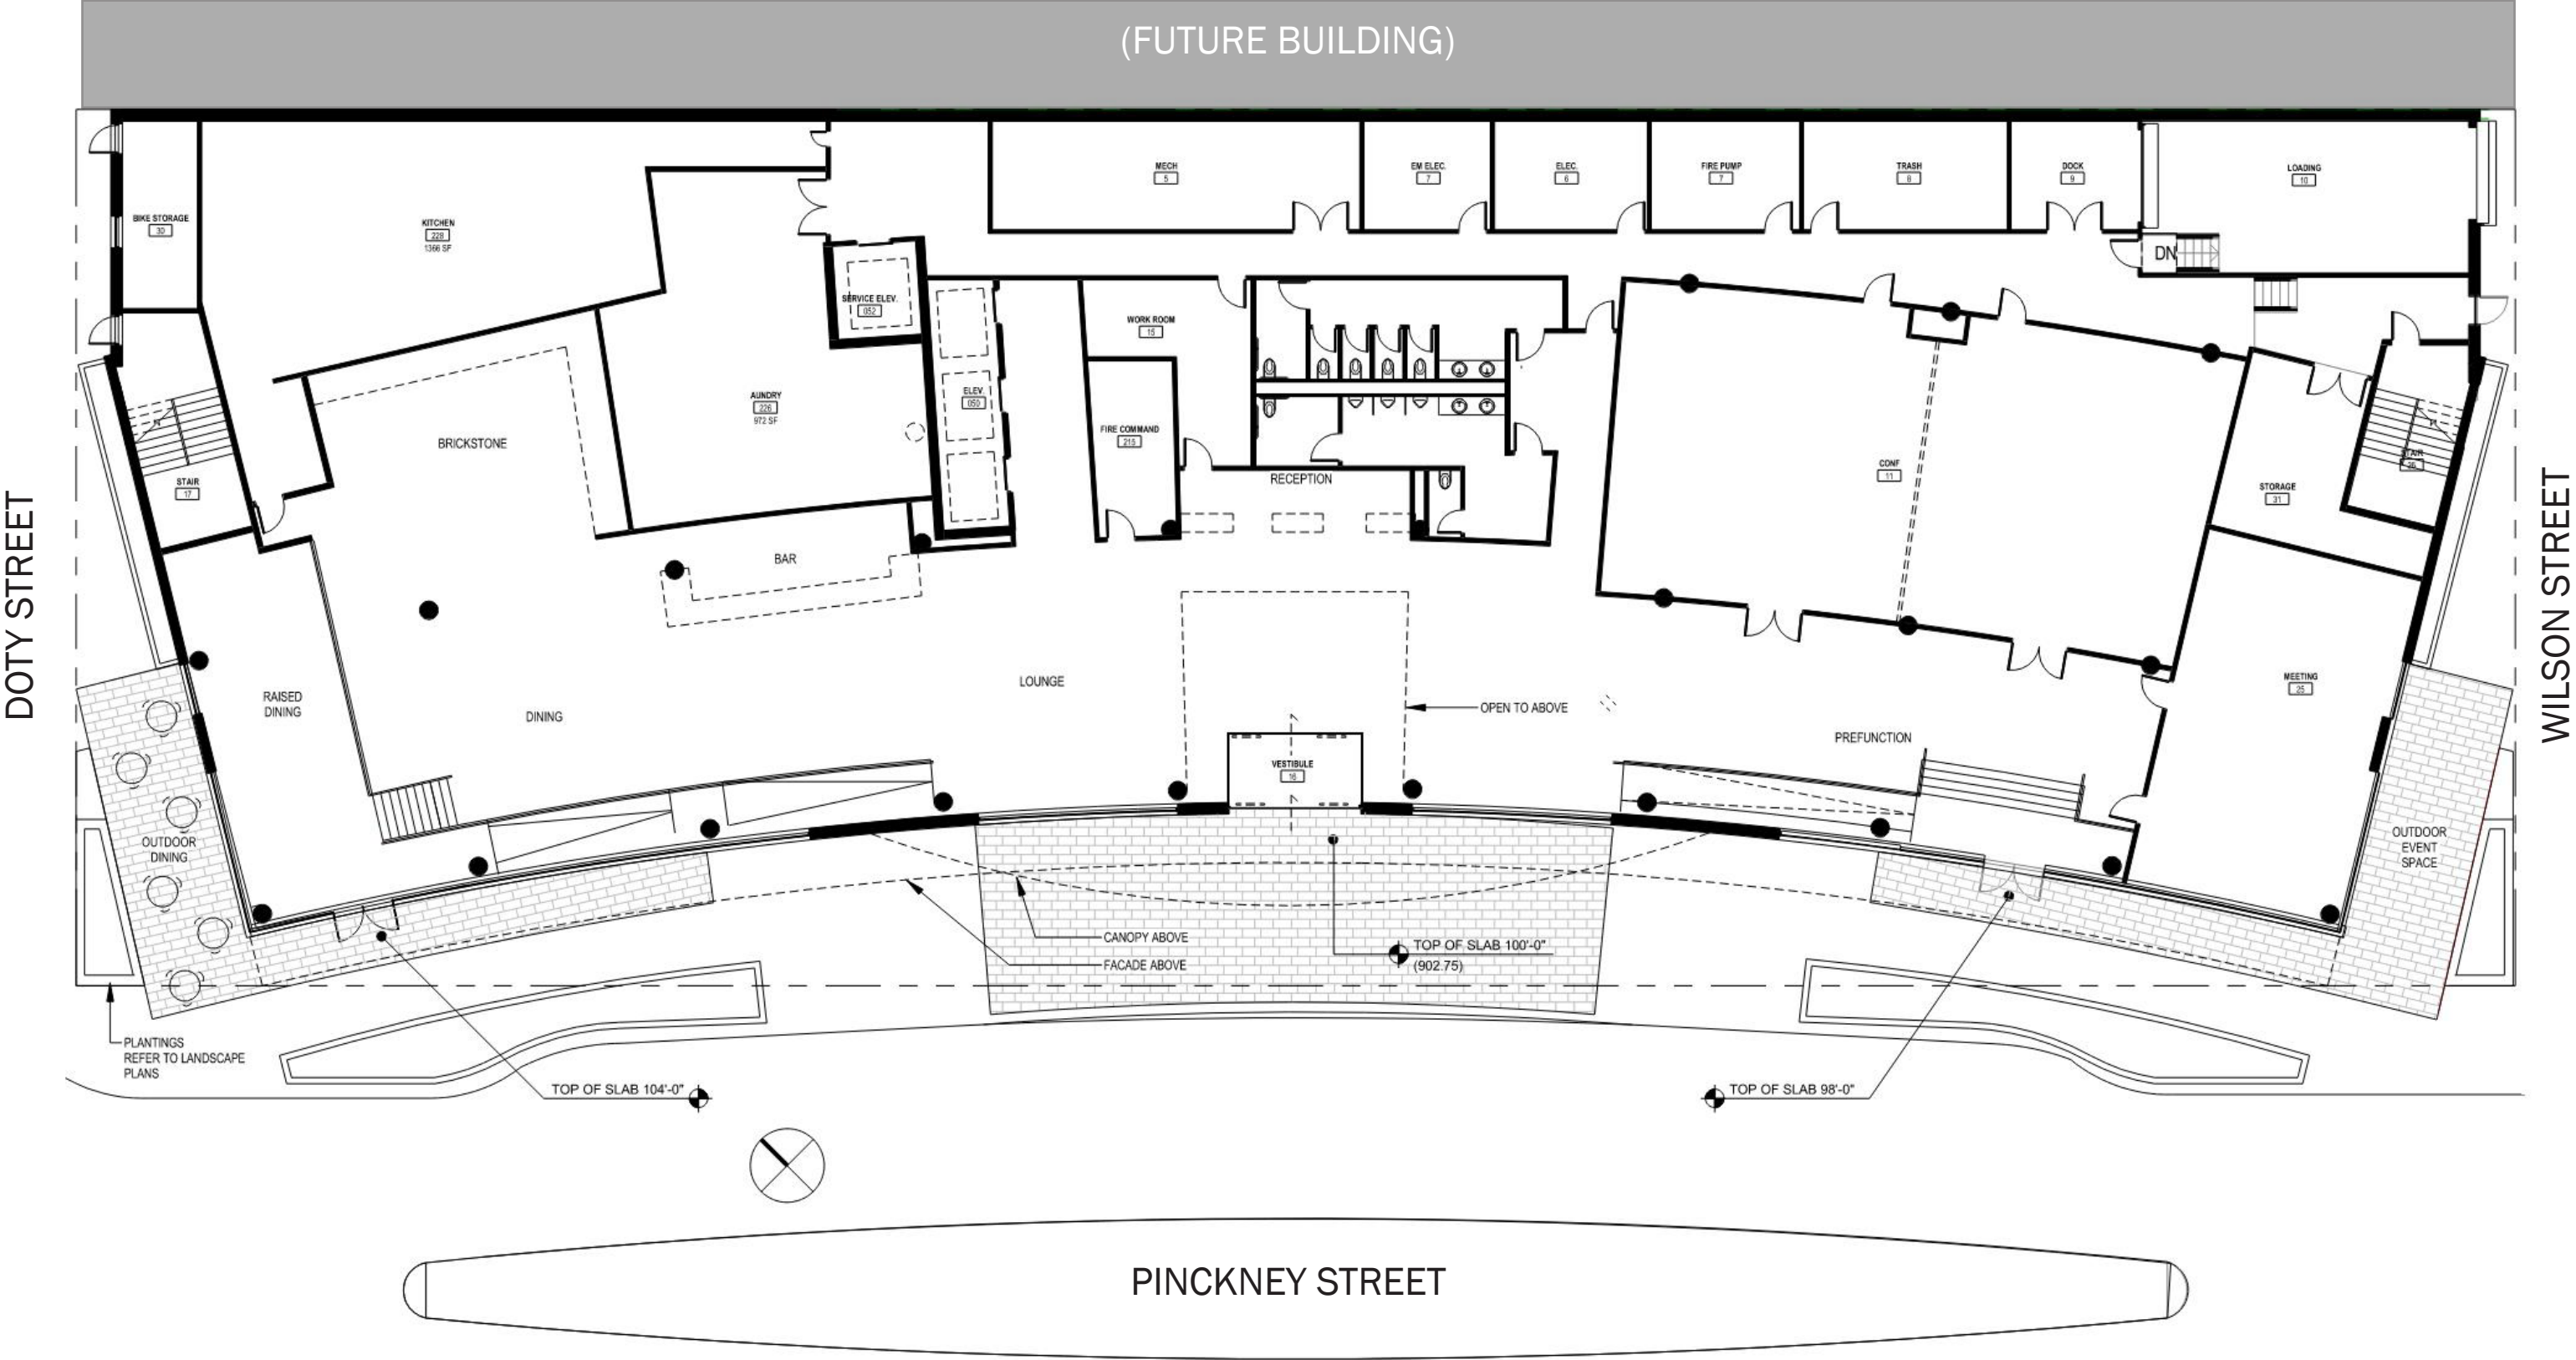 (FUTURE BUILDING)
MECH
5
EM ELEC.
7
ELEC.
6
FIRE PUMP
7
TRASH
8
DOCK
9
LOADING
10
BIKE STORAGE
30
KITCHEN
228
1366 SF
DN
SERVICE ELEV.
052
WORK ROOM
15
AUNDRY
226
972 SF
ELEV.
050
FIRE COMMAND
215
BRICKSTONE
STAIR
17
RECEPTION
CONF
11
STORAGE
31
STAIR
26
BAR
DOTY STREET
WILSON STREET
RAISED
DINING
DINING
LOUNGE
OPEN TO ABOVE
MEETING
25
PREFUNCTION
VESTIBULE
16
OUTDOOR
DINING
OUTDOOR
EVENT
SPACE
CANOPY ABOVE
FACADE ABOVE
TOP OF SLAB 100'-0"
(902.75)
PLANTINGS
REFER TO LANDSCAPE
PLANS
TOP OF SLAB 104'-0"
TOP OF SLAB 98'-0"
PINCKNEY STREET